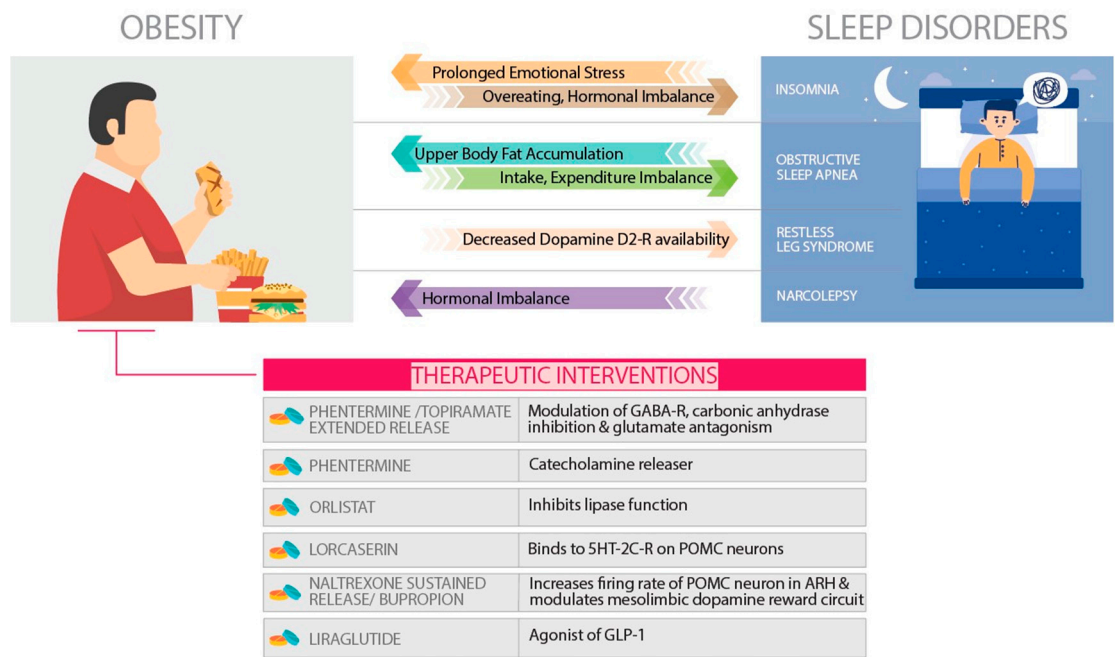 OBESITY
SLEEP DISORDERS
Prolonged Emotional Stress
Overeating, Hormonal Imbalance
INSOMNIA
Upper Body Fat Accumulation
Intake, Expenditure Imbalance
OBSTRUCTIVE
SLEEP APNEA
Decreased Dopamine D2-R availability
RESTLESS
LEG SYNDROME
Hormonal Imbalance
NARCOLEPSY
THERAPEUTIC INTERVENTIONS
PHENTERMINE /TOPIRAMATE
EXTENDED RELEASE
Modulation of GABA-R, carbonic anhydrase
inhibition & glutamate antagonism
PHENTERMINE
Catecholamine releaser
ORLISTAT
Inhibits lipase function
LORCASERIN
Binds to 5HT-2C-R on POMC neurons
NALTREXONE SUSTAINED
RELEASE/ BUPROPION
Increases firing rate of POMC neuron in ARH &
modulates mesolimbic dopamine reward circuit
LIRAGLUTIDE
Agonist of GLP-1